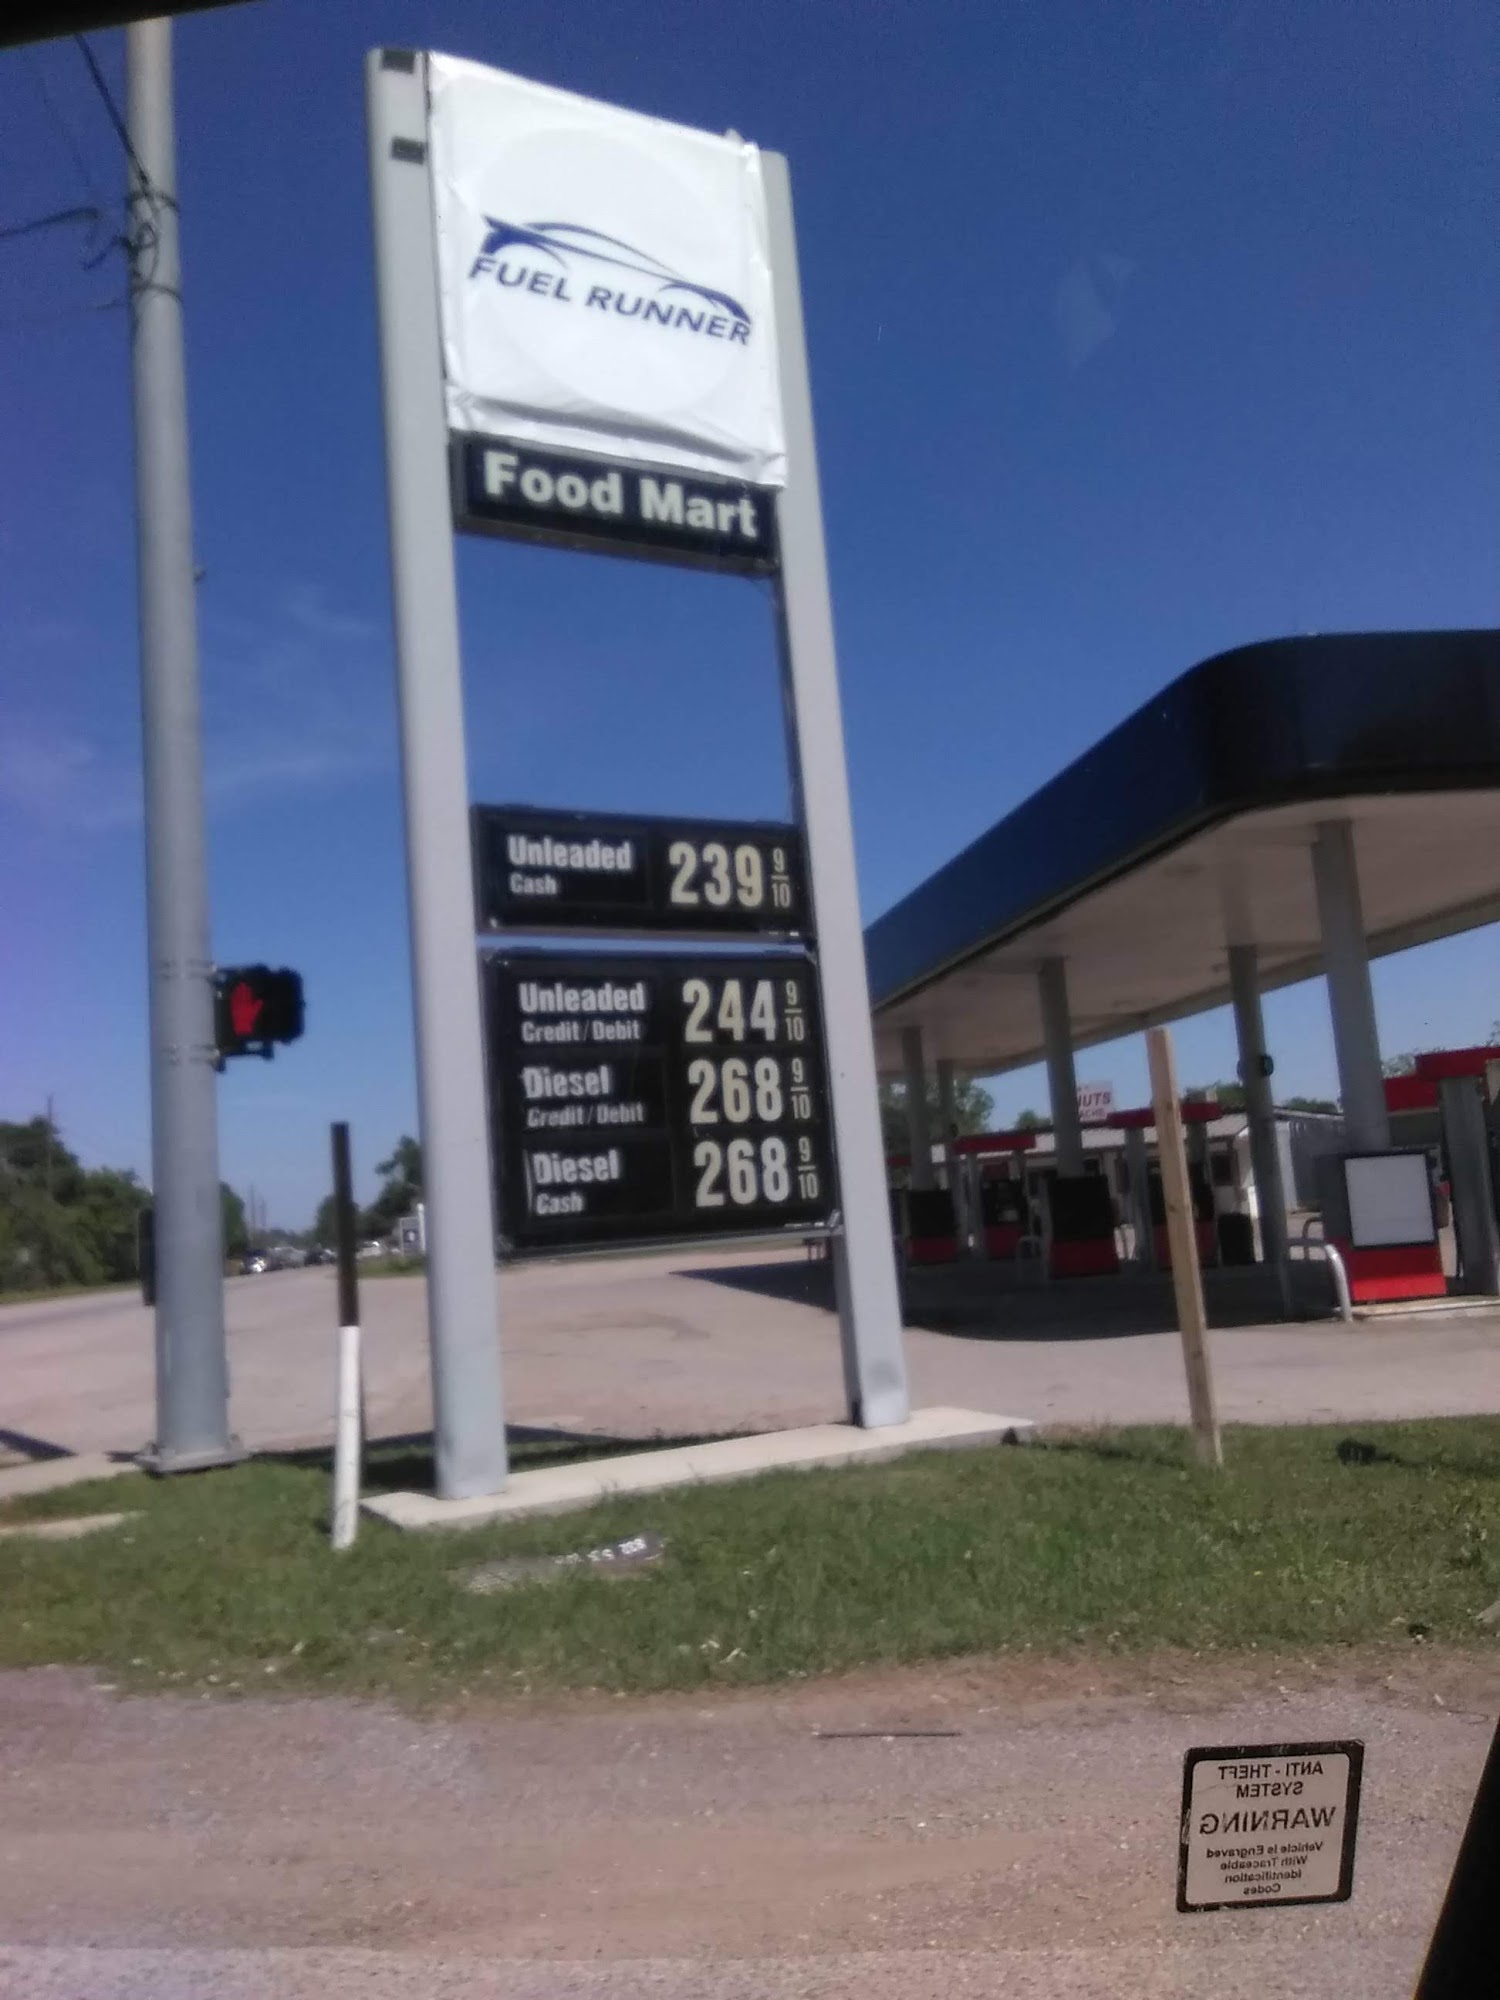 FUEL RUNNER
Food Mart
Unleaded 239 9/10
Cash
Unleaded 244 9/10
Credit/Debit
Diesel 268 9/10
Credit/Debit
Diesel 268 9/10
Cash
NUTS
ANTI-THEFT
SYSTEM
WARNING
Vehicle is Engraved
With Traceable
Identification
Codes